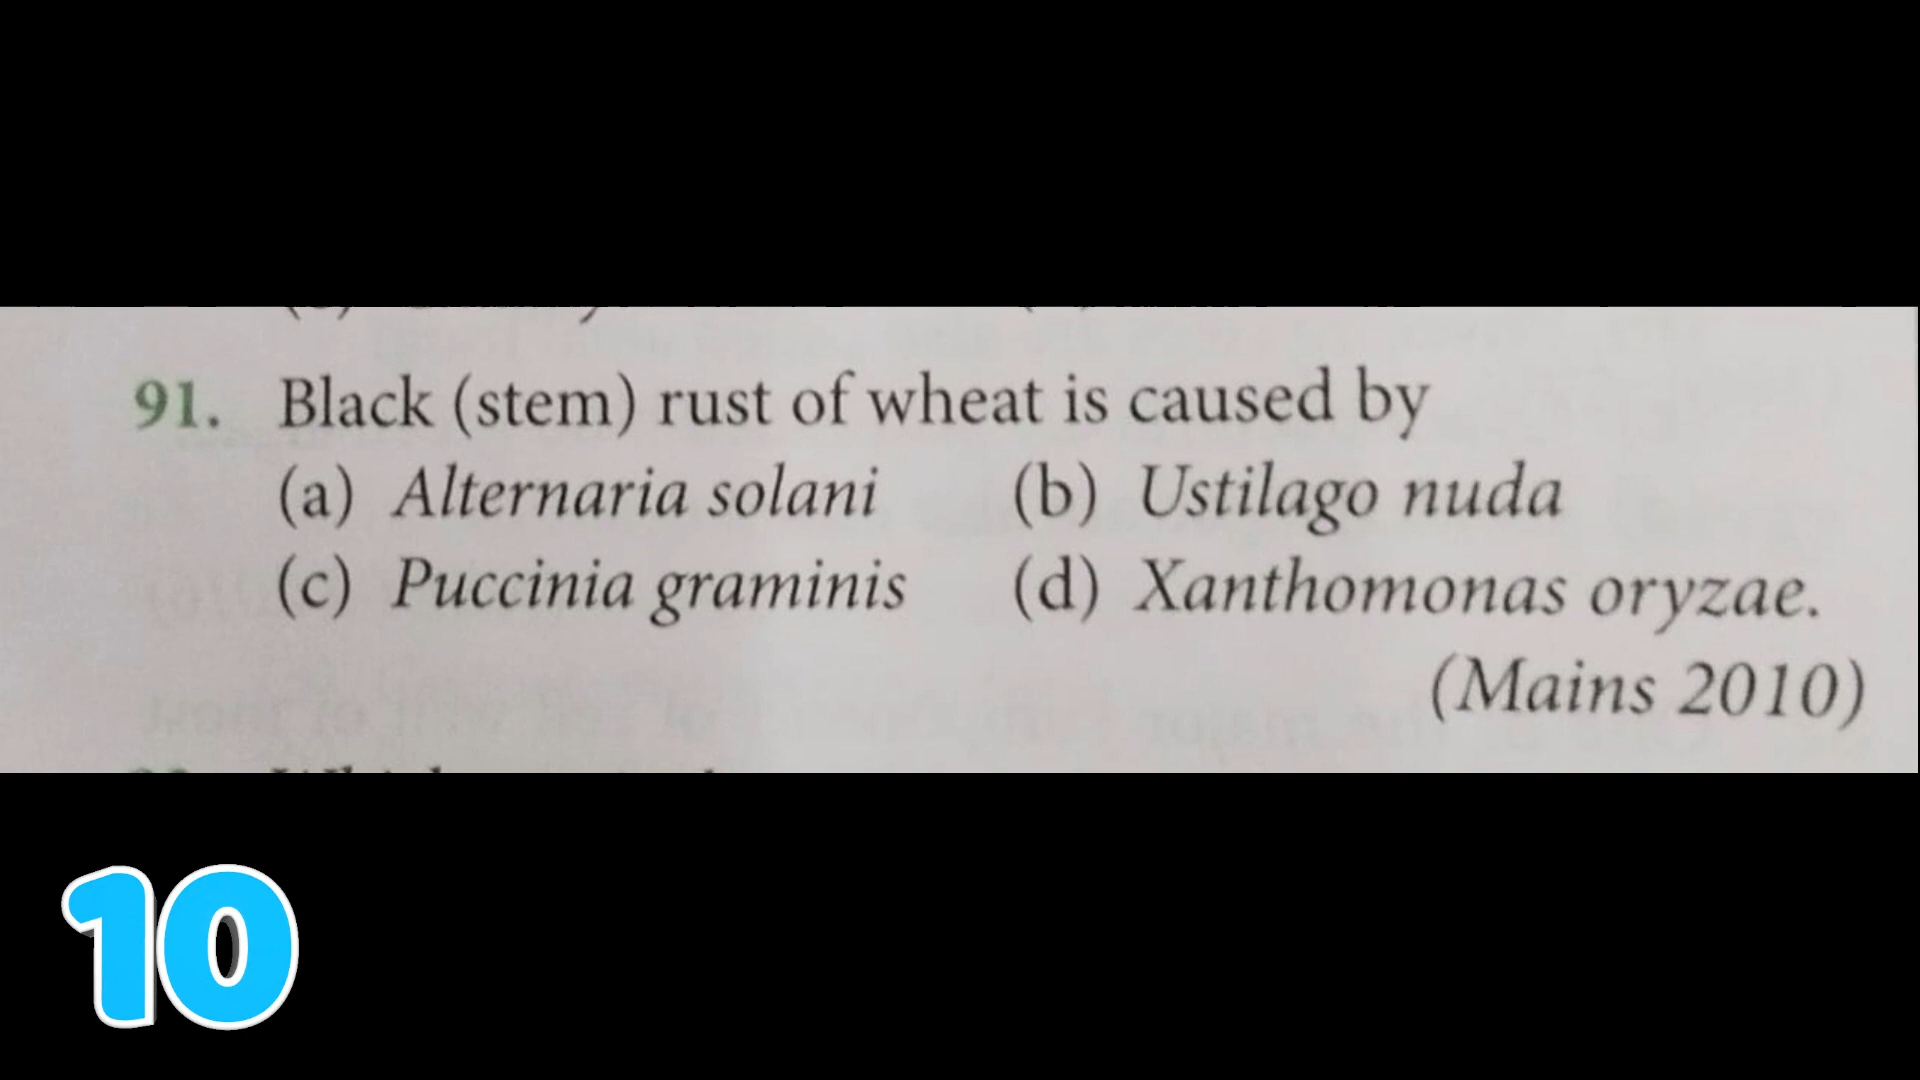 91. Black (stem) rust of wheat is caused by
(a) Alternaria solani (b) Ustilago nuda
(c) Puccinia graminis (d) Xanthomonas oryzae.
(Mains 2010)
10